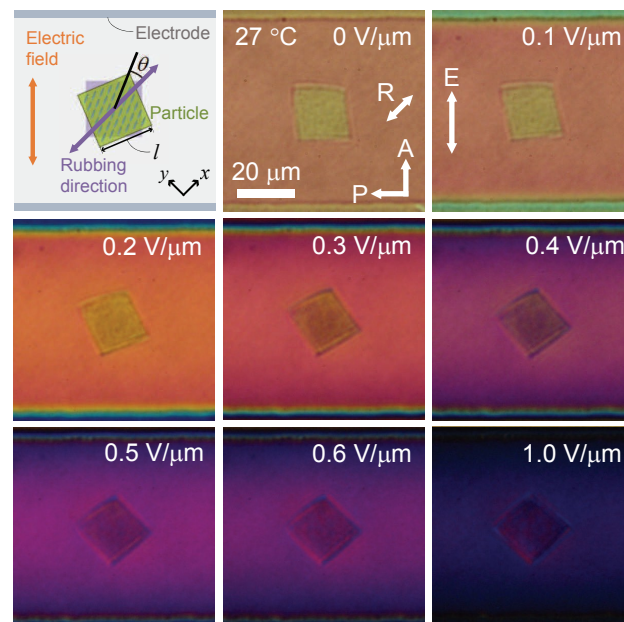 Electrode
Electric
field
θ
Particle
l
Rubbing
direction
y
x
27 °C
0 V/μm
R
A
P
20 μm
0.1 V/μm
E
0.2 V/μm
0.3 V/μm
0.4 V/μm
0.5 V/μm
0.6 V/μm
1.0 V/μm